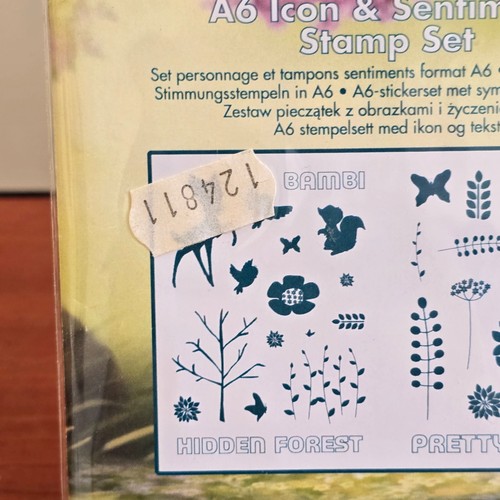 A6 Icon & Sentim
Stamp Set
Set personnage et tampons sentiments format A6 •
Stimmungsstempeln in A6 • A6-stickerset met sym
Zestaw pieczątek z obrazkami i życzeni
A6 stempelsett med ikon og tekst
124811
BAMBI
HIDDEN FOREST
PRETTY